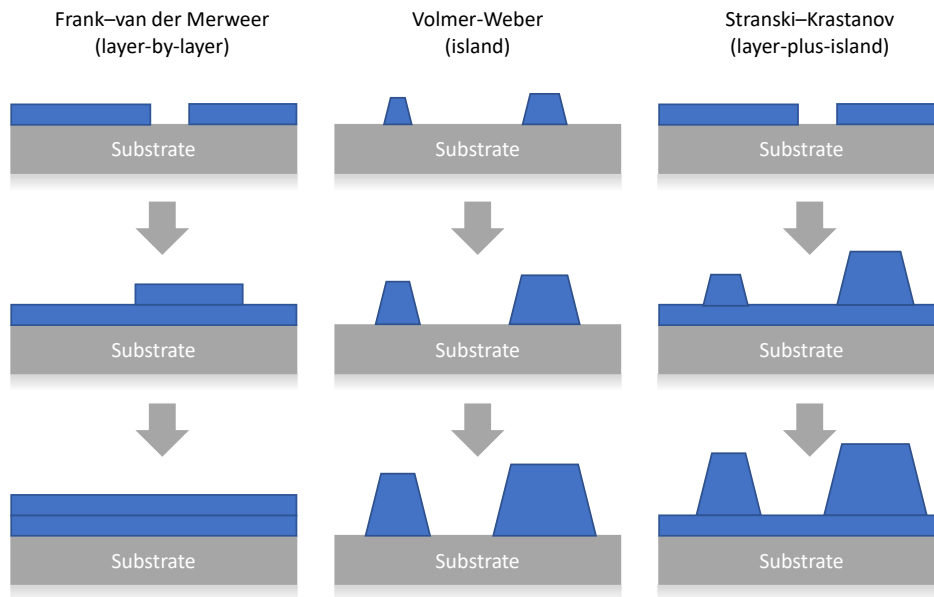 Frank–van der Merweer
(layer-by-layer)
Volmer-Weber
(island)
Stranski–Krastanov
(layer-plus-island)
Substrate
Substrate
Substrate
Substrate
Substrate
Substrate
Substrate
Substrate
Substrate